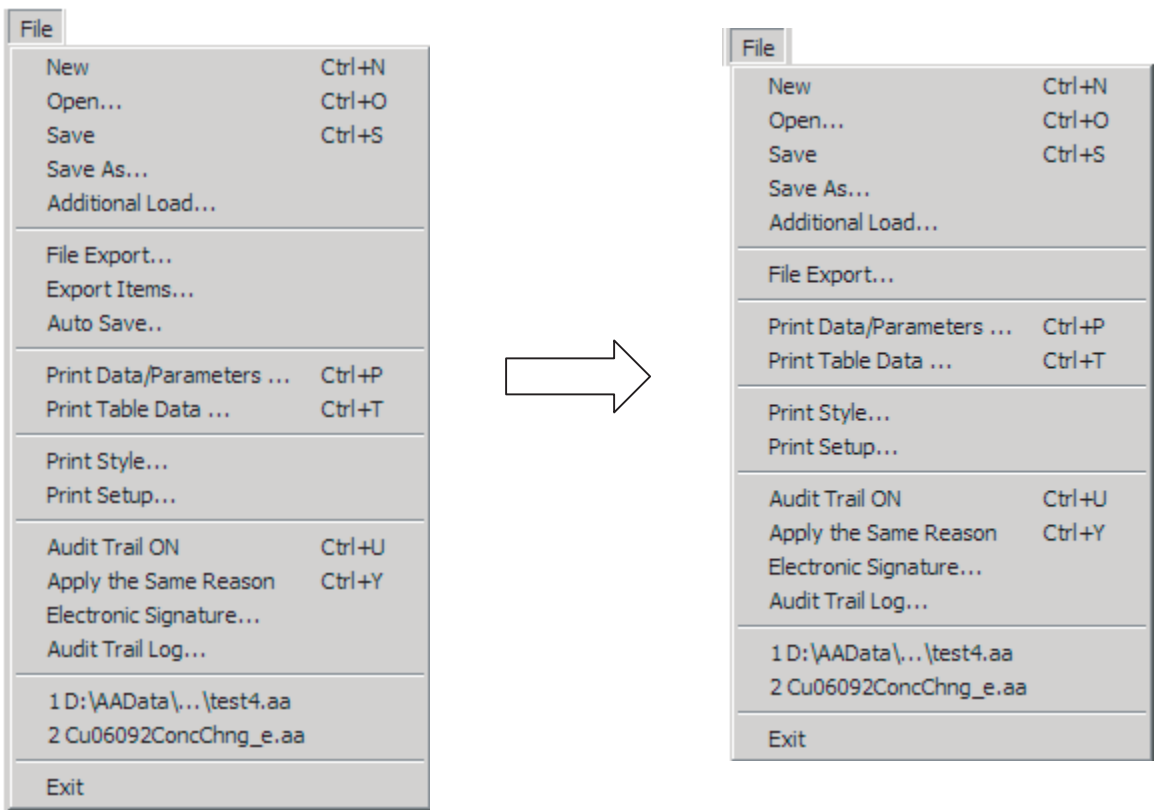 File
New Ctrl+N
Open... Ctrl+O
Save Ctrl+S
Save As...
Additional Load...
File Export...
Export Items...
Auto Save..
Print Data/Parameters ... Ctrl+P
Print Table Data ... Ctrl+T
Print Style...
Print Setup...
Audit Trail ON Ctrl+U
Apply the Same Reason Ctrl+Y
Electronic Signature...
Audit Trail Log...
1 D:\AAData\...\test4.aa
2 Cu06092ConcChng_e.aa
Exit
File
New Ctrl+N
Open... Ctrl+O
Save Ctrl+S
Save As...
Additional Load...
File Export...
Print Data/Parameters ... Ctrl+P
Print Table Data ... Ctrl+T
Print Style...
Print Setup...
Audit Trail ON Ctrl+U
Apply the Same Reason Ctrl+Y
Electronic Signature...
Audit Trail Log...
1 D:\AAData\...\test4.aa
2 Cu06092ConcChng_e.aa
Exit